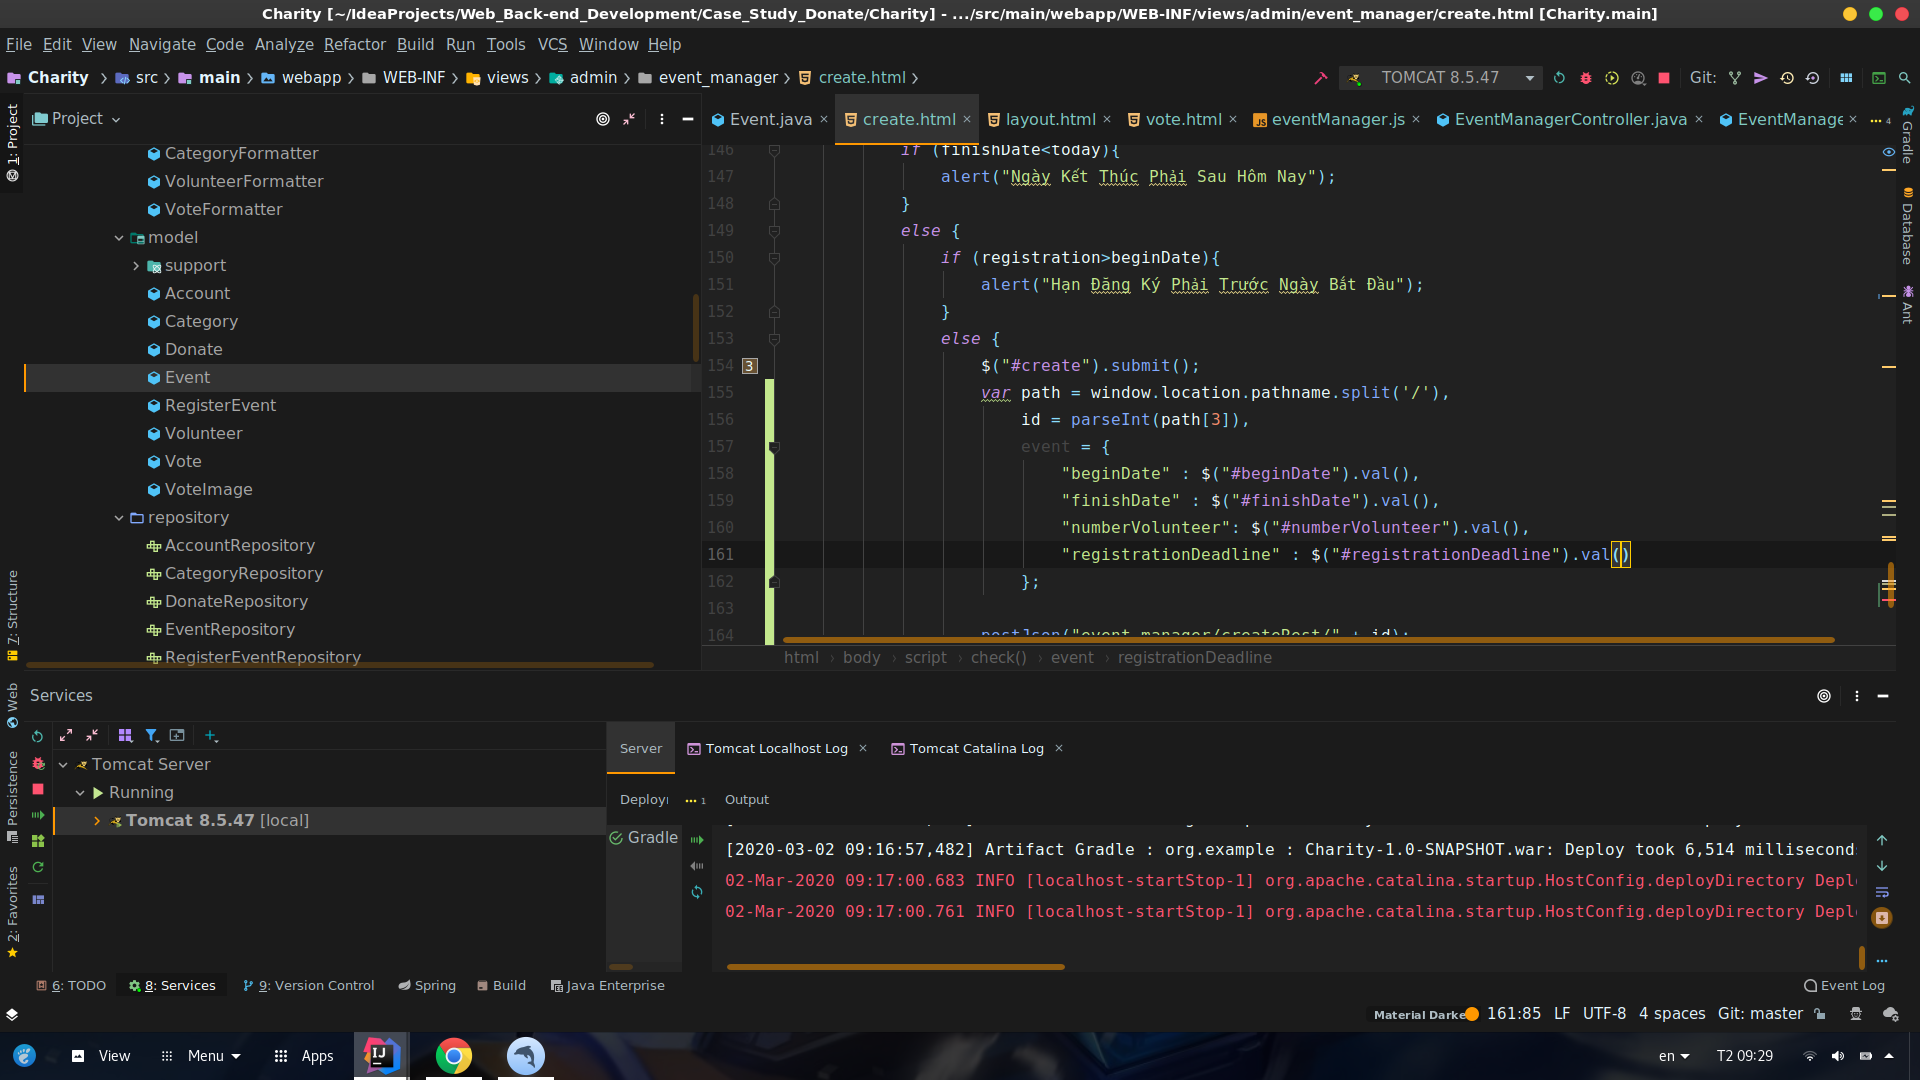 Charity [~/IdeaProjects/Web_Back-end_Development/Case_Study_Donate/Charity] - .../src/main/webapp/WEB-INF/views/admin/event_manager/create.html [Charity.main]
File Edit View Navigate Code Analyze Refactor Build Run Tools VCS Window Help
Charity src main webapp WEB-INF views admin event_manager create.html TOMCAT 8.5.47 Git:
1: Project
Project
Event.java create.html layout.html vote.html eventManager.js EventManagerController.java EventManage 4
CategoryFormatter
VolunteerFormatter
VoteFormatter
model
support
Account
Category
Donate
Event
RegisterEvent
Volunteer
Vote
VoteImage
repository
AccountRepository
CategoryRepository
DonateRepository
EventRepository
RegisterEventRepository
7: Structure
146 if (finishDate<today){
147 alert("Ngày Kết Thúc Phải Sau Hôm Nay");
148 }
149 else {
150 if (registration>beginDate){
151 alert("Hạn Đăng Ký Phải Trước Ngày Bắt Đầu");
152 }
153 else {
154 3 $("#create").submit();
155 var path = window.location.pathname.split('/'),
156 id = parseInt(path[3]),
157 event = {
158 "beginDate" : $("#beginDate").val(),
159 "finishDate" : $("#finishDate").val(),
160 "numberVolunteer": $("#numberVolunteer").val(),
161 "registrationDeadline" : $("#registrationDeadline").val()
162 };
163
164 postJson("event_manager/createPost/" + id);
html body script check() event registrationDeadline
Gradle
Database
Ant
Services
Web
Persistence
2: Favorites
Tomcat Server
Running
Tomcat 8.5.47 [local]
Server Tomcat Localhost Log Tomcat Catalina Log
Deploy 1 Output
Gradle
[2020-03-02 09:16:57,482] Artifact Gradle : org.example : Charity-1.0-SNAPSHOT.war: Deploy took 6,514 millisecond
02-Mar-2020 09:17:00.683 INFO [localhost-startStop-1] org.apache.catalina.startup.HostConfig.deployDirectory Depl
02-Mar-2020 09:17:00.761 INFO [localhost-startStop-1] org.apache.catalina.startup.HostConfig.deployDirectory Depl
6: TODO 8: Services 9: Version Control Spring Build Java Enterprise Event Log
Material Darke 161:85 LF UTF-8 4 spaces Git: master
View Menu Apps en T2 09:29